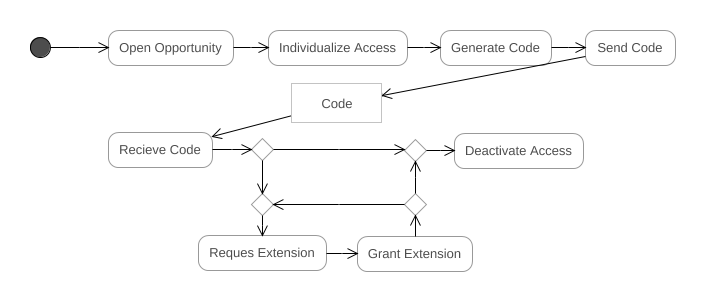 Open Opportunity
Individualize Access
Generate Code
Send Code
Code
Recieve Code
Deactivate Access
Reques Extension
Grant Extension